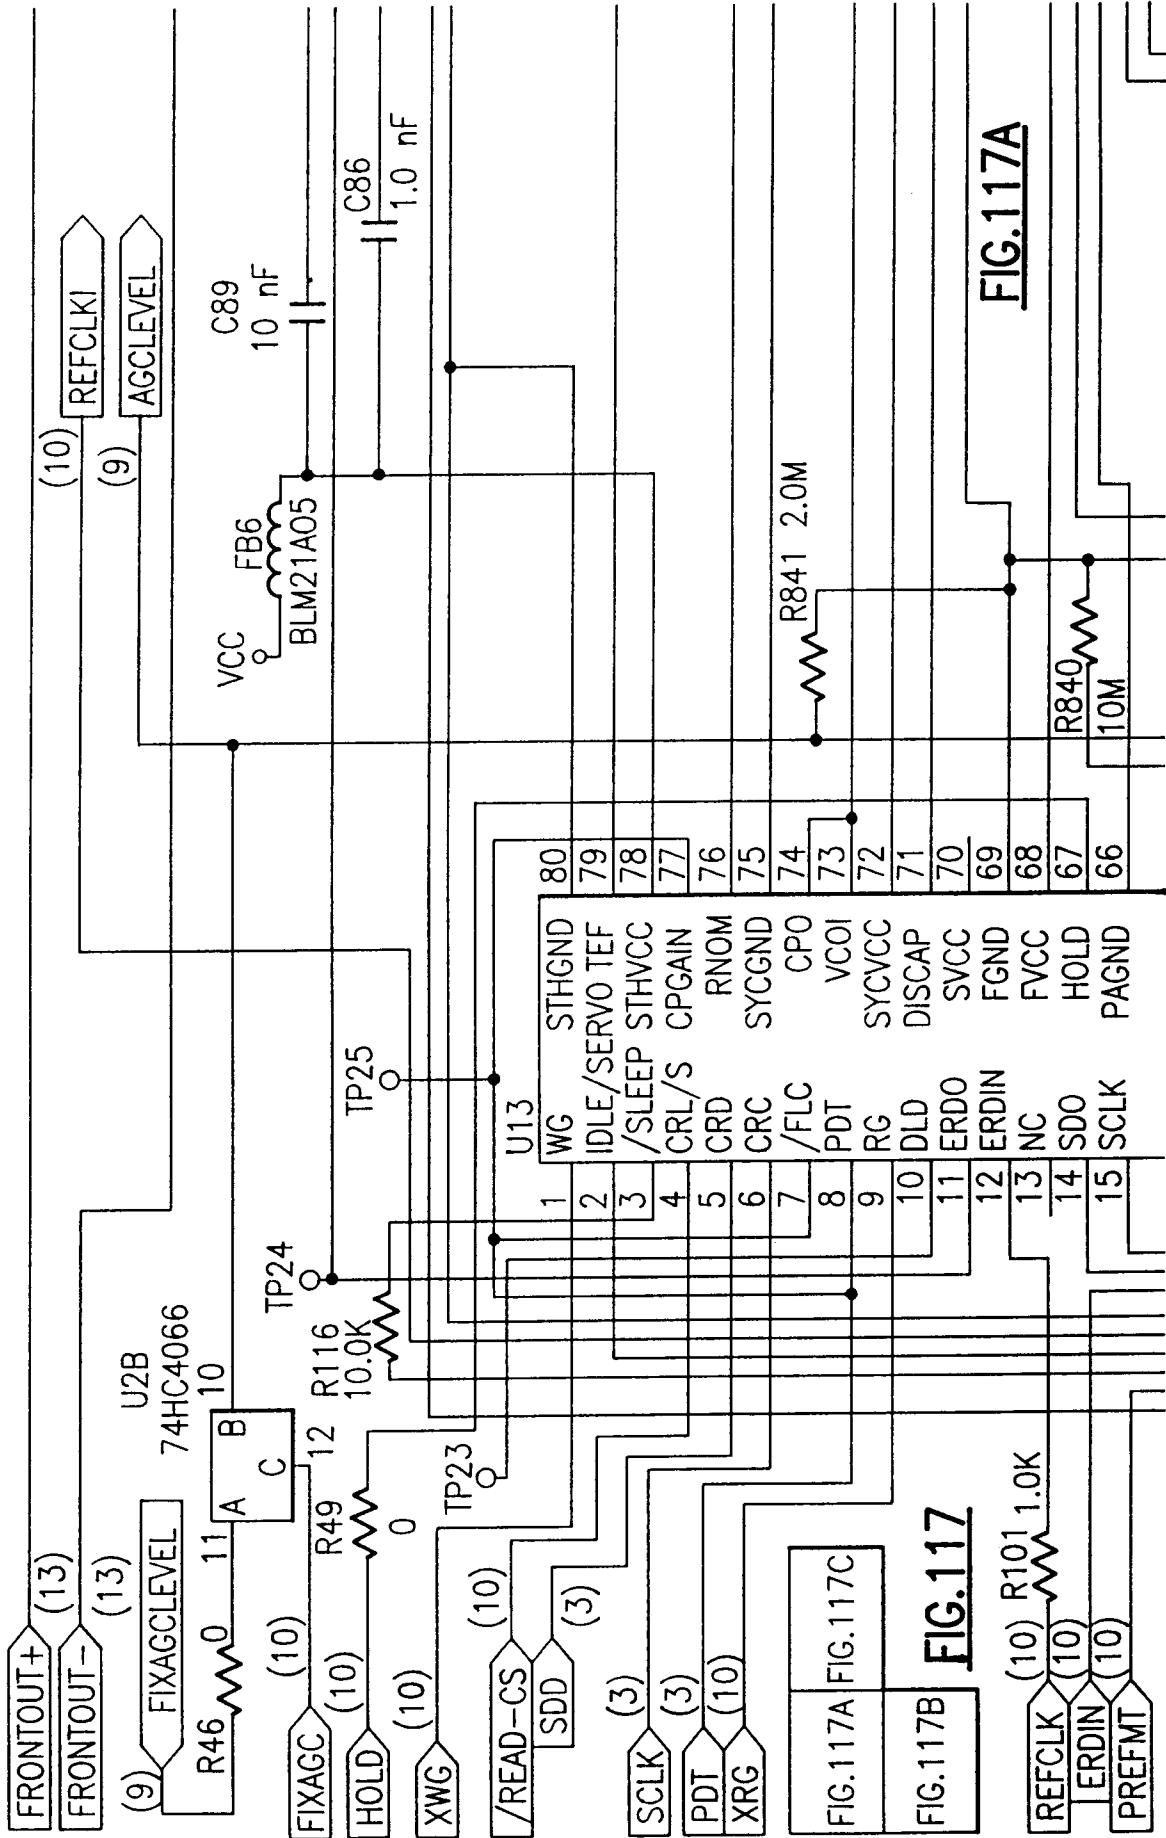 FRONTOUT+
(13)
FRONTOUT-
(13)
(9)
FIXAGCLEVEL
R46
0
11
A
B
C
U2B
74HC4066
10
12
FIXAGC
(10)
HOLD
(10)
R49
0
XWG
(10)
/READ-CS
(10)
SDD
(3)
SCLK
(3)
PDT
(3)
XRG
(10)
TP23
TP24
R116
10.0K
TP25
(10)
REFCLKI
(9)
AGCLEVEL
VCC
FB6
BLM21A05
C89
10 nF
C86
1.0 nF
R841 2.0M
R840
10M
U13
1 WG STHGND 80
2 IDLE/SERVO TEF 79
3 /SLEEP STHVCC 78
4 CRL/S CPGAIN 77
5 CRD RNOM 76
6 CRC SYCGND 75
7 /FLC CPO 74
8 PDT VCOI 73
9 RG SYCVCC 72
10 DLD DISCAP 71
11 ERDO SVCC 70
12 ERDIN FGND 69
13 NC FVCC 68
14 SDO HOLD 67
15 SCLK PAGND 66
REFCLK
(10)
R101
1.0K
ERDIN
(10)
PREFMT
(10)
FIG.117A
FIG.117C
FIG.117B
FIG.117
FIG.117A